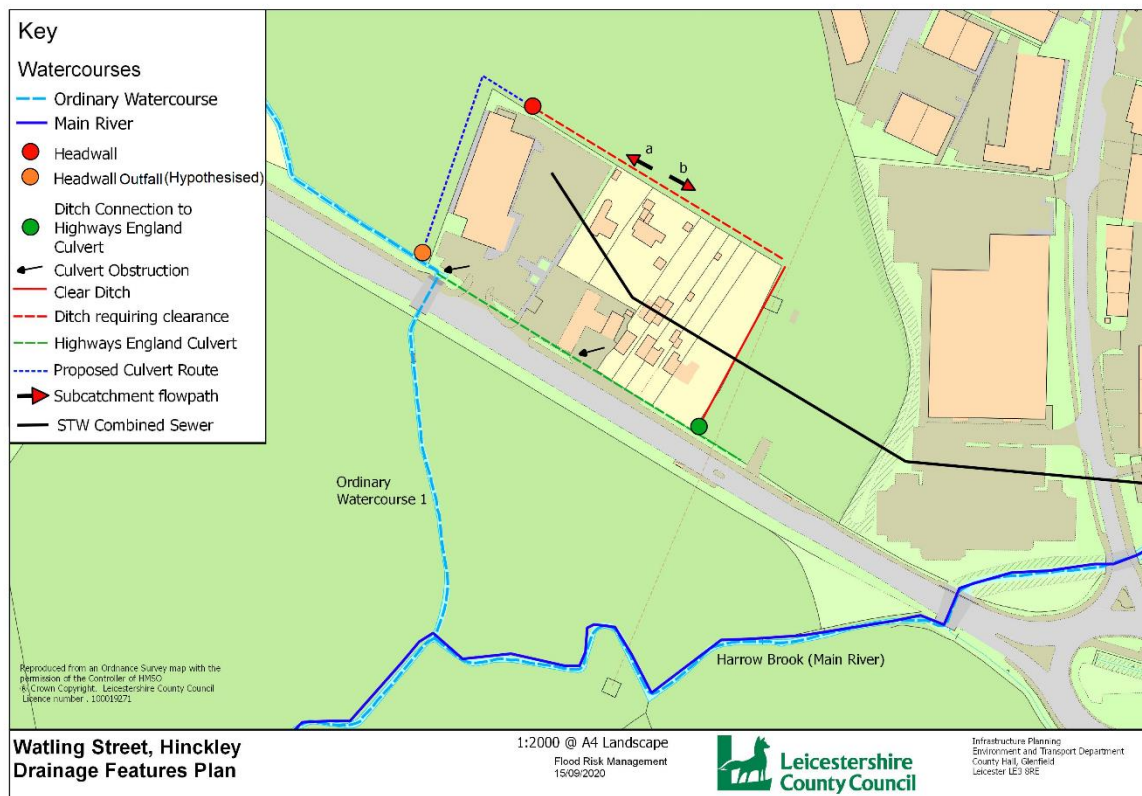 Key
Watercourses
Ordinary Watercourse
Main River
Headwall
Headwall Outfall (Hypothesised)
Ditch Connection to
Highways England
Culvert
Culvert Obstruction
Clear Ditch
Ditch requiring clearance
Highways England Culvert
Proposed Culvert Route
Subcatchment flowpath
STW Combined Sewer
a
b
Ordinary
Watercourse 1
Harrow Brook (Main River)
Reproduced from an Ordnance Survey map with the
permission of the Controller of HMSO
© Crown Copyright. Leicestershire County Council
Licence number . 100019271
Watling Street, Hinckley
Drainage Features Plan
1:2000 @ A4 Landscape
Flood Risk Management
15/09/2020
Leicestershire
County Council
Infrastructure Planning
Environment and Transport Department
County Hall, Glenfield
Leicester LE3 8RE